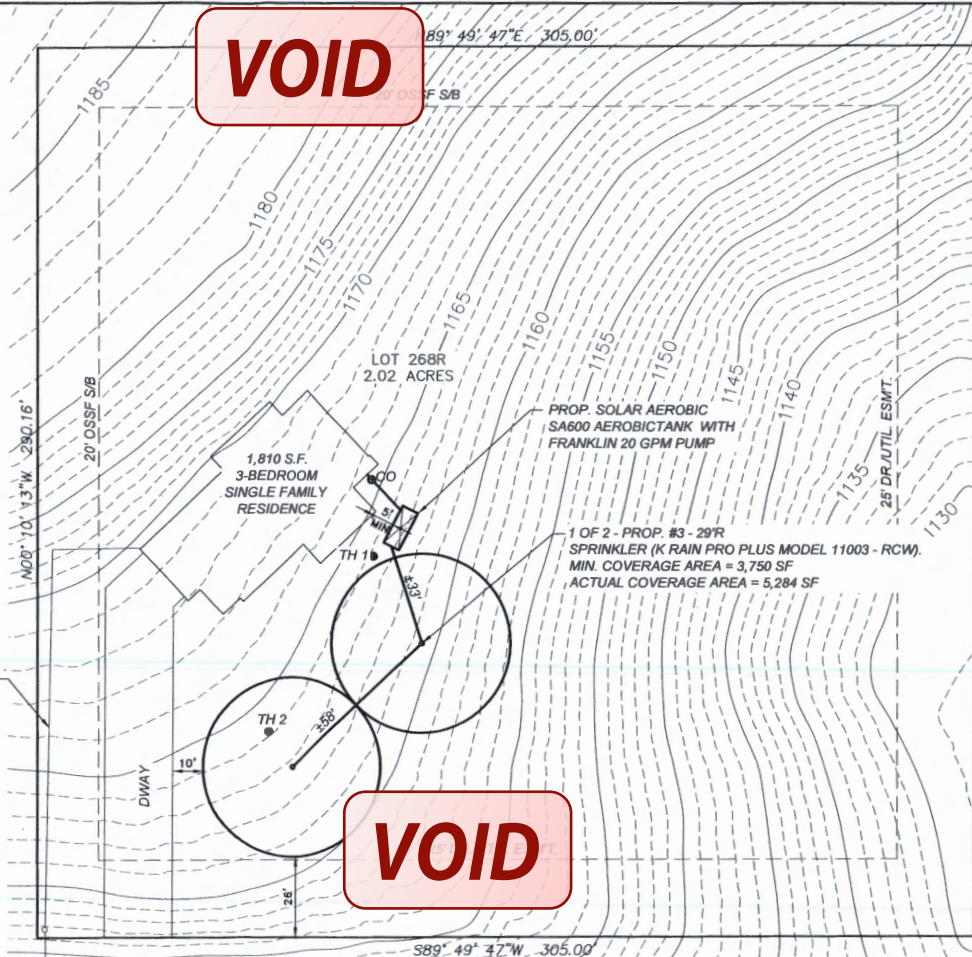 VOID
N89° 49' 47"E 305.00'
20' OSSF S/B
1185
1180
1175
1170
1165
1160
1155
1150
1145
1140
1135
1130
LOT 268R
2.02 ACRES
N00° 10' 13"W 290.16'
20' OSSF S/B
25' DR./UTIL. ESM'T.
PROP. SOLAR AEROBIC
SA600 AEROBICTANK WITH
FRANKLIN 20 GPM PUMP
1,810 S.F.
3-BEDROOM
SINGLE FAMILY
RESIDENCE
CO
5'
MIN
TH 1
±33'
1 OF 2 - PROP. #3 - 29'R
SPRINKLER (K RAIN PRO PLUS MODEL 11003 - RCW).
MIN. COVERAGE AREA = 3,750 SF
ACTUAL COVERAGE AREA = 5,284 SF
TH 2
±58'
10'
DWAY
VOID
26'
S89° 49' 47"W 305.00'